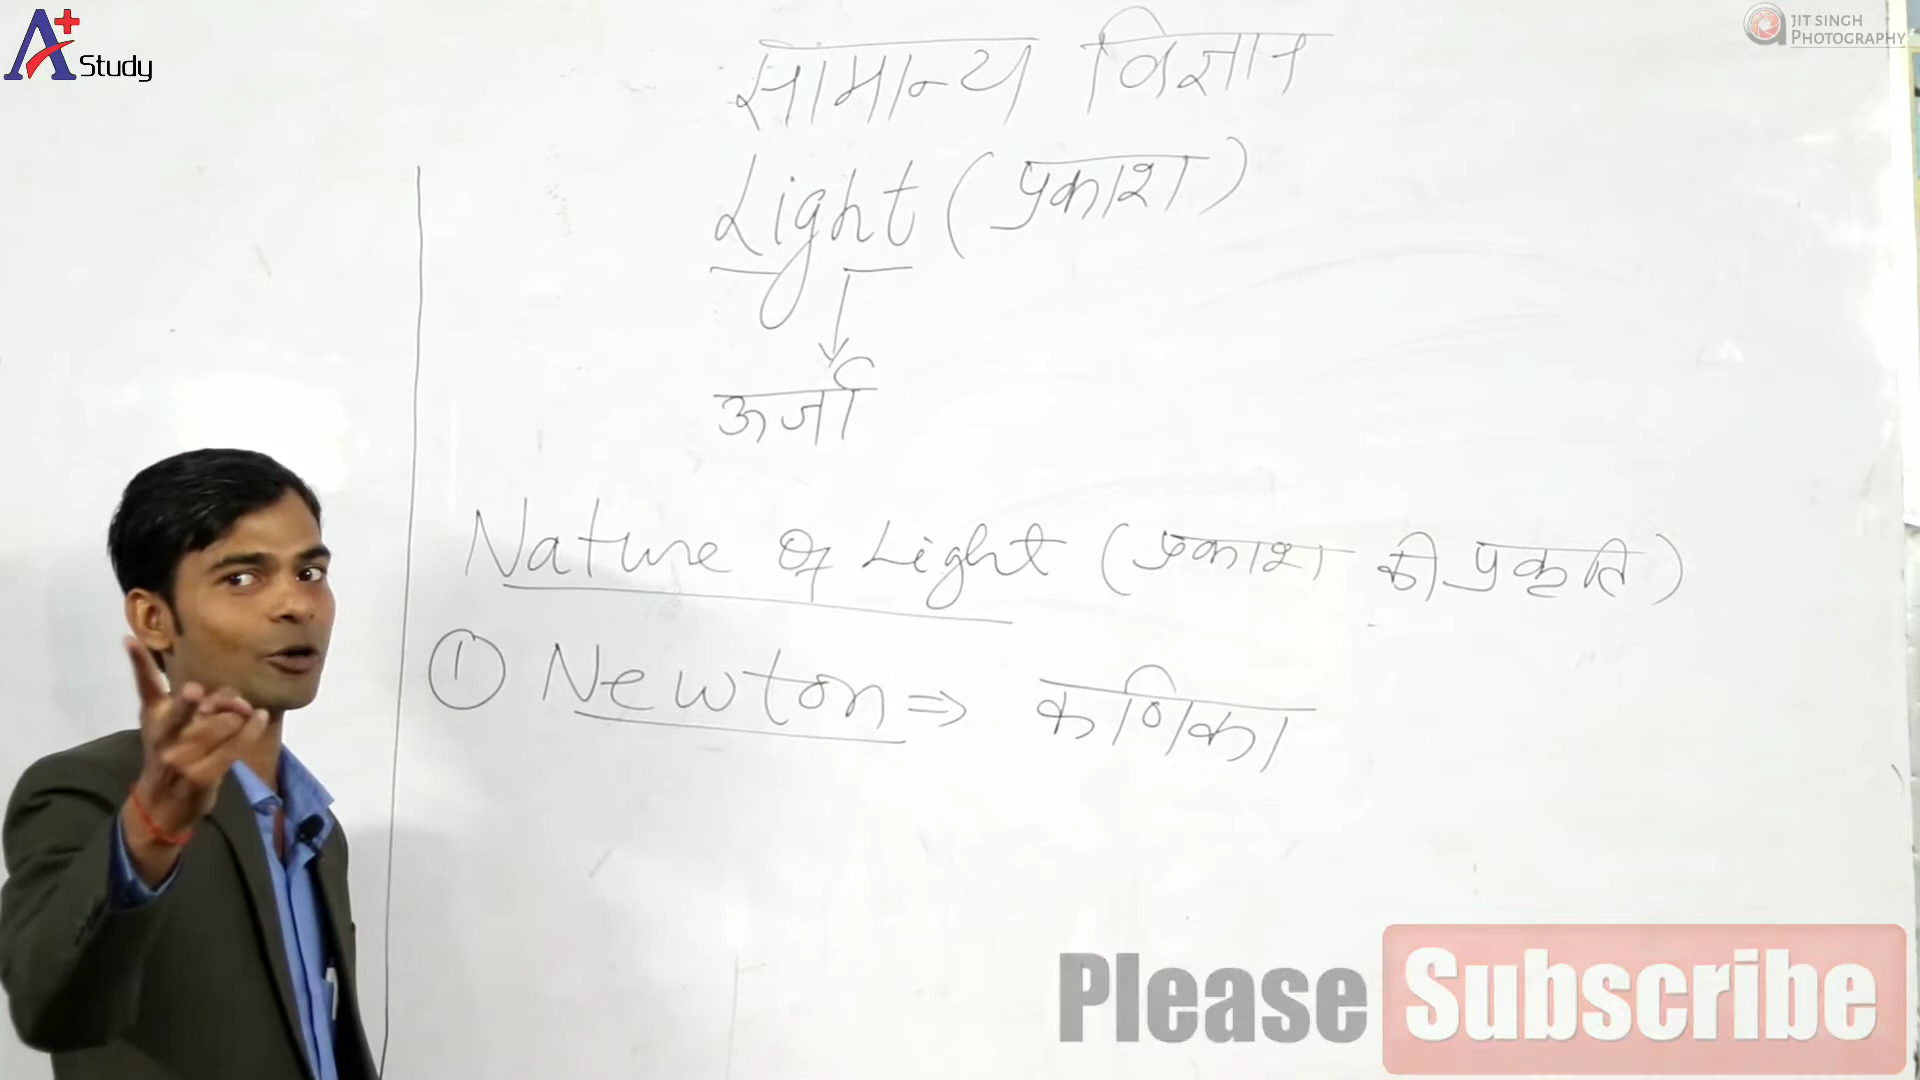 A+ Study
JIT SINGH
PHOTOGRAPHY
सामान्य विज्ञान
Light (प्रकाश)
ऊर्जा
Nature of Light (प्रकाश की प्रकृति)
① Newton ⇒ कणिका
Please Subscribe